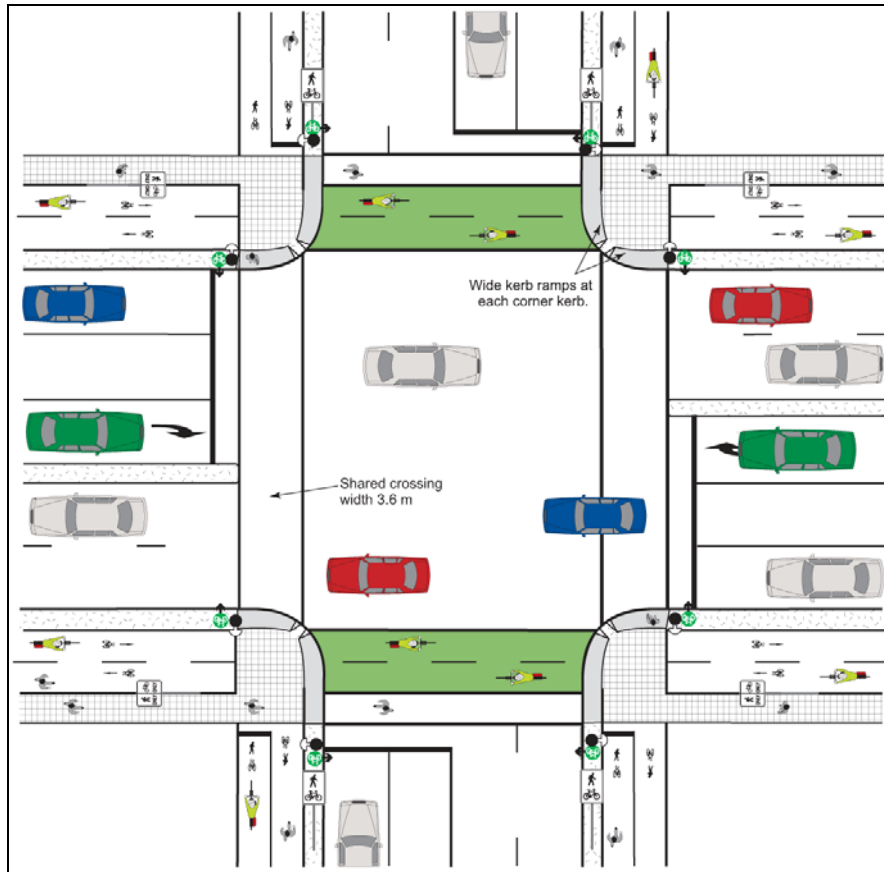 Wide kerb ramps at
each corner kerb.
Shared crossing
width 3.6 m